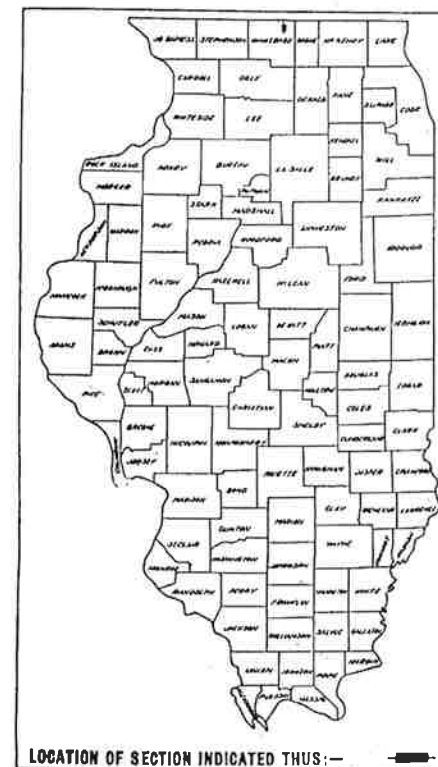 JO DAVIESS STEPHENSON WINNEBAGO BOONE McHENRY LAKE
CARROLL OGLE
DEKALB KANE
DUPAGE COOK
WHITESIDE LEE
KENDALL
WILL
ROCK ISLAND
HENRY BUREAU LA SALLE
GRUNDY
MERCER
PUTNAM
KANKAKEE
STARK
MARSHALL
LIVINGSTON
KNOX
PEORIA
WOODFORD
IROQUOIS
WARREN
HENDERSON
FULTON
TAZEWELL
McLEAN
FORD
HANCOCK
McDONOUGH
MASON
LOGAN
DEWITT
CHAMPAIGN
VERMILION
SCHUYLER
ADAMS
BROWN
CASS
MENARD
MACON
PIATT
DOUGLAS
PIKE
SCOTT
MORGAN
SANGAMON
CHRISTIAN
MOULTRIE
EDGAR
COLES
SHELBY
GREENE
MACOUPIN
MONTGOMERY
CUMBERLAND
CLARK
JERSEY
FAYETTE
EFFINGHAM
JASPER
CRAWFORD
MADISON
BOND
CLAY
RICHLAND
LAWRENCE
CLINTON
MARION
ST.CLAIR
WAYNE
WASHINGTON
JEFFERSON
MONROE
RANDOLPH
PERRY
HAMILTON
WHITE
FRANKLIN
JACKSON
WILLIAMSON
SALINE
GALLATIN
UNION
JOHNSON
POPE
HARDIN
PULASKI
MASSAC
LOCATION OF SECTION INDICATED THUS:—